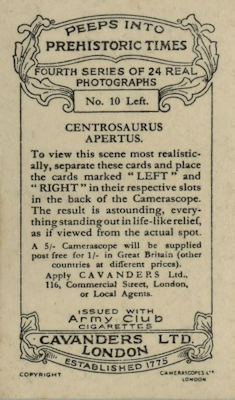 PEEPS INTO
PREHISTORIC TIMES
FOURTH SERIES OF 24 REAL
PHOTOGRAPHS
No. 10 Left.
CENTROSAURUS
APERTUS.
To view this scene most realistic-
ally, separate these cards and place
the cards marked "LEFT" and
"RIGHT" in their respective slots
in the back of the Camerascope.
The result is astounding, every-
thing standing out in life-like relief,
as if viewed from the actual spot.
A 5/- Camerascope will be supplied
post free for 1/- in Great Britain (other
countries at different prices).
Apply CAVANDERS Ltd.,
116, Commercial Street, London,
or Local Agents.
ISSUED WITH
Army Club
CIGARETTES
CAVANDERS LTD.
LONDON
ESTABLISHED 1775
COPYRIGHT
CAMERASCOPES LTD
LONDON